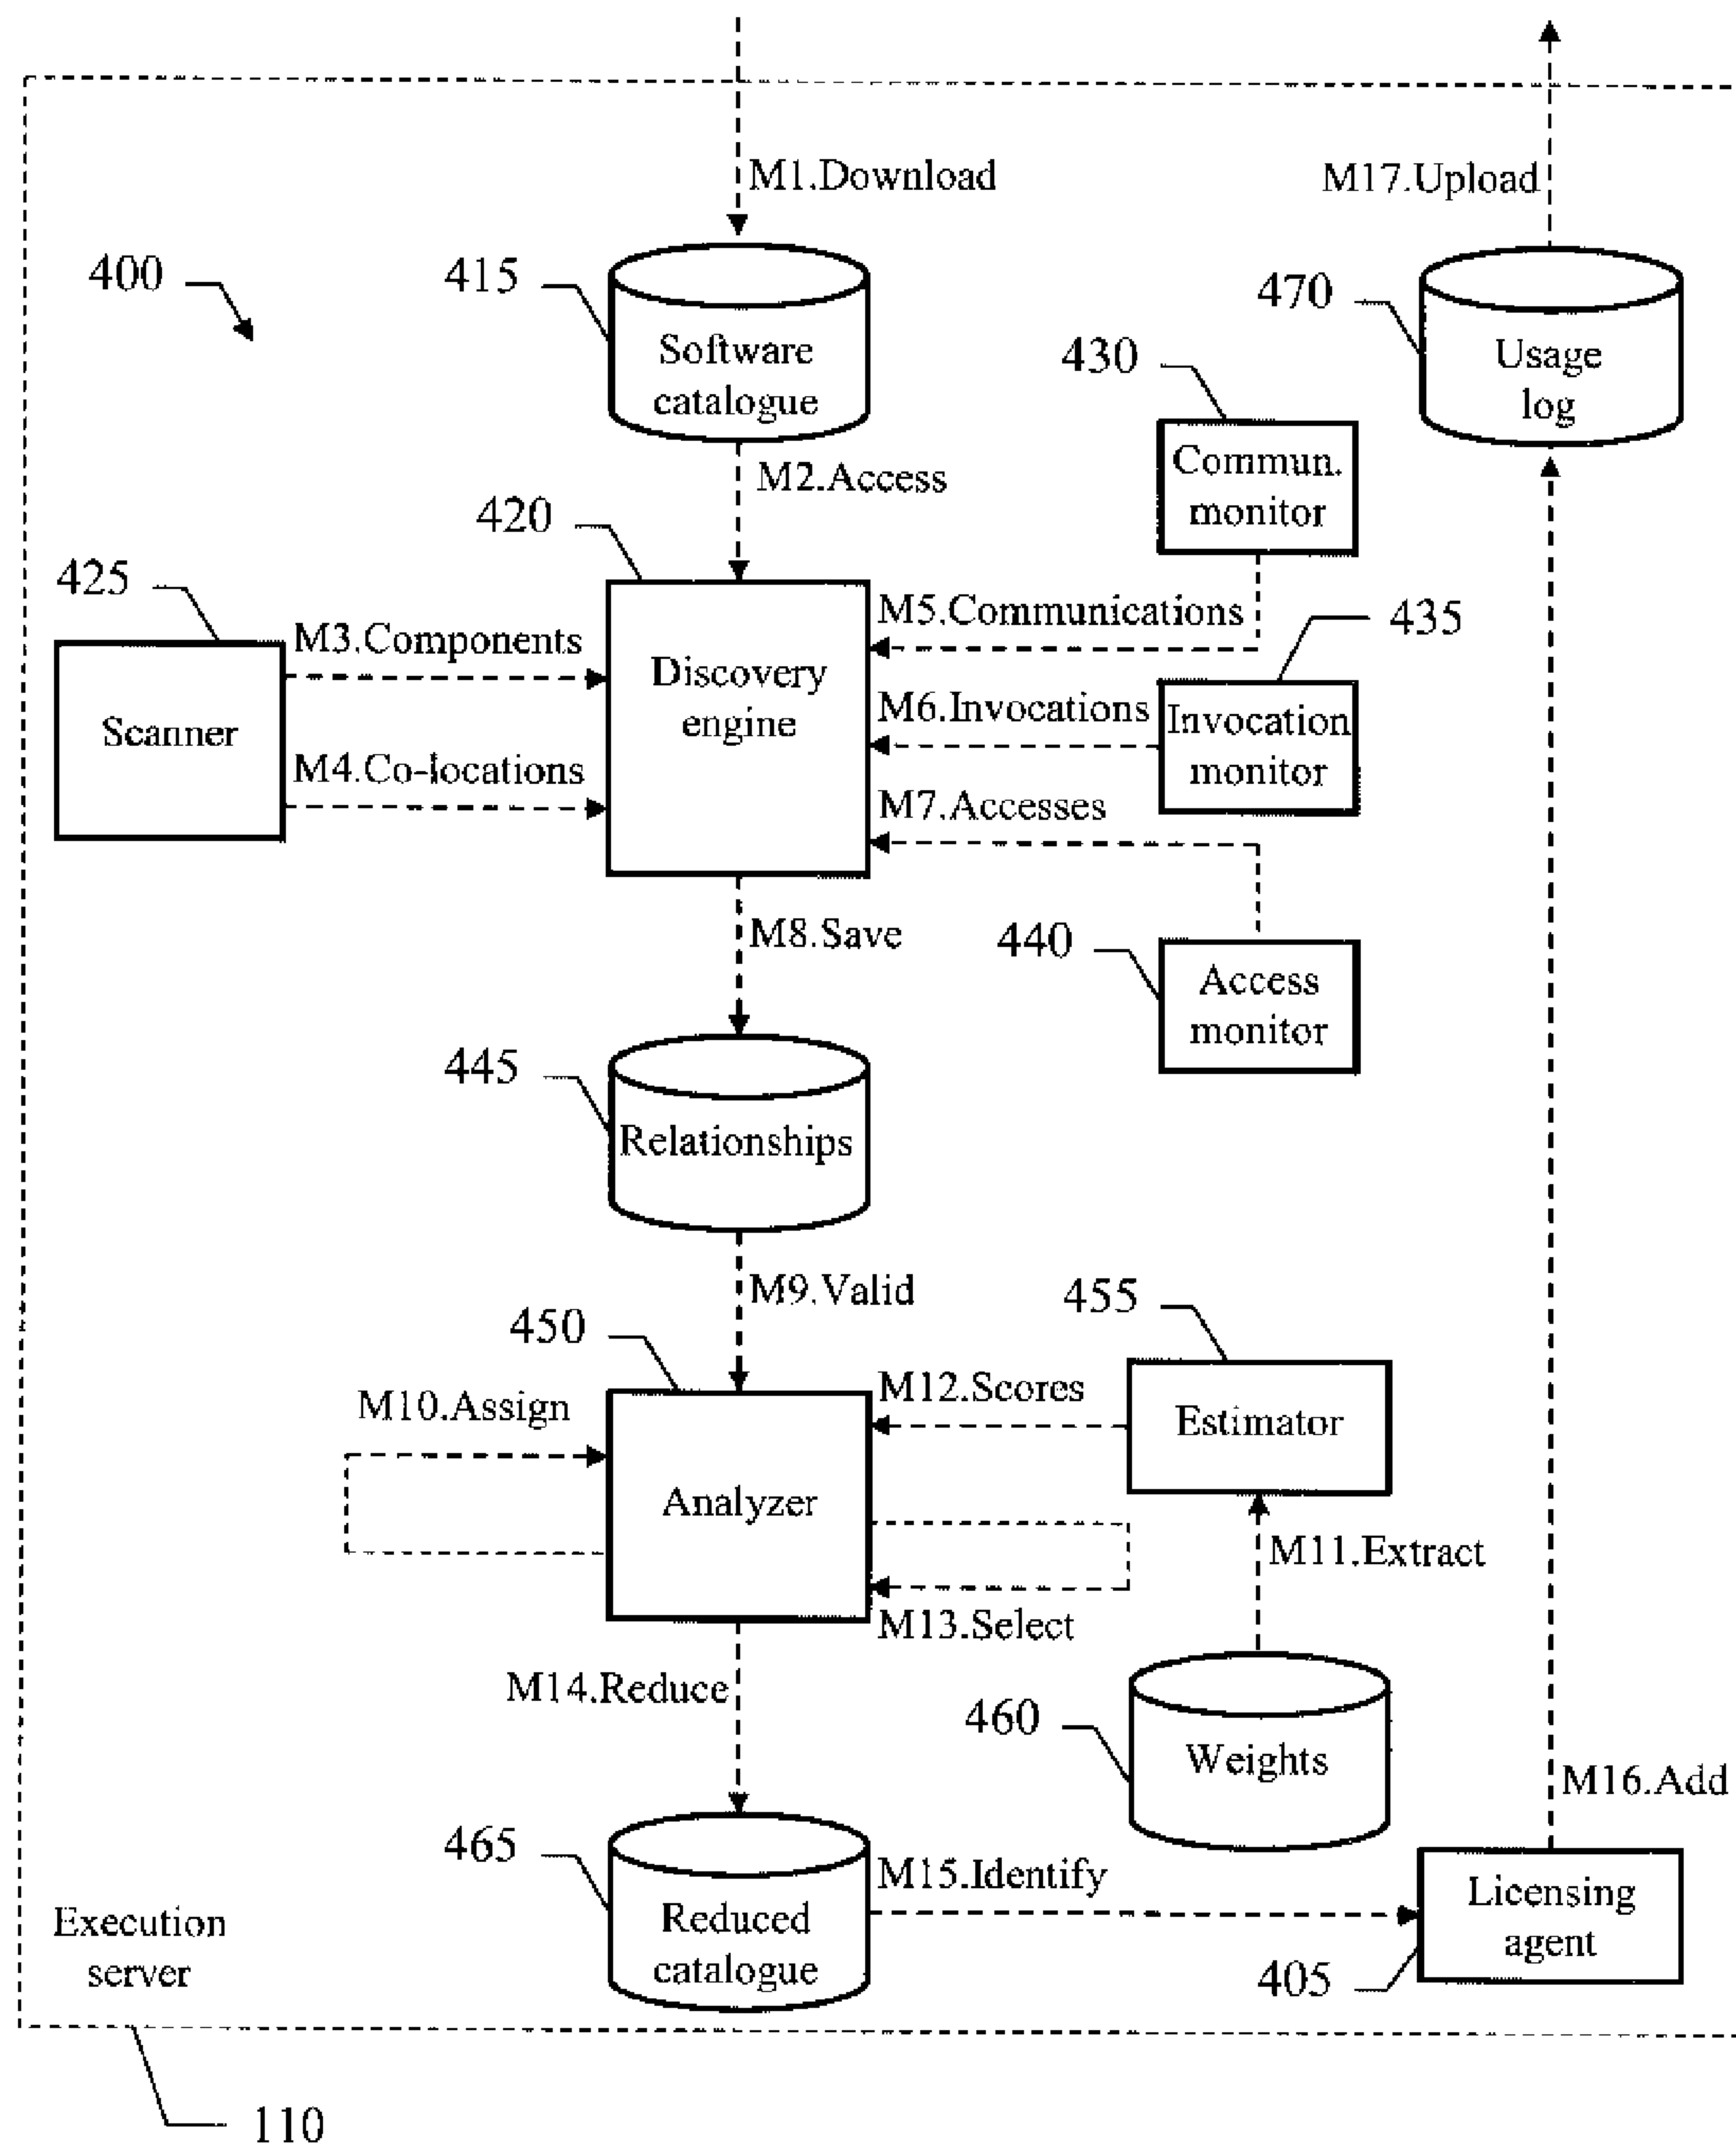 M1.Download
M17.Upload
400
415
470
Software
catalogue
Usage
log
430
Commun.
monitor
M2.Access
420
425
M5.Communications
435
M3.Components
Discovery
engine
Scanner
M6.Invocations
Invocation
monitor
M4.Co-locations
M7.Accesses
M8.Save
440
Access
monitor
445
Relationships
M9.Valid
455
450
M10.Assign
M12.Scores
Estimator
Analyzer
M11.Extract
M13.Select
M14.Reduce
460
Weights
M16.Add
465
M15.Identify
Licensing
agent
Reduced
catalogue
405
Execution
server
110